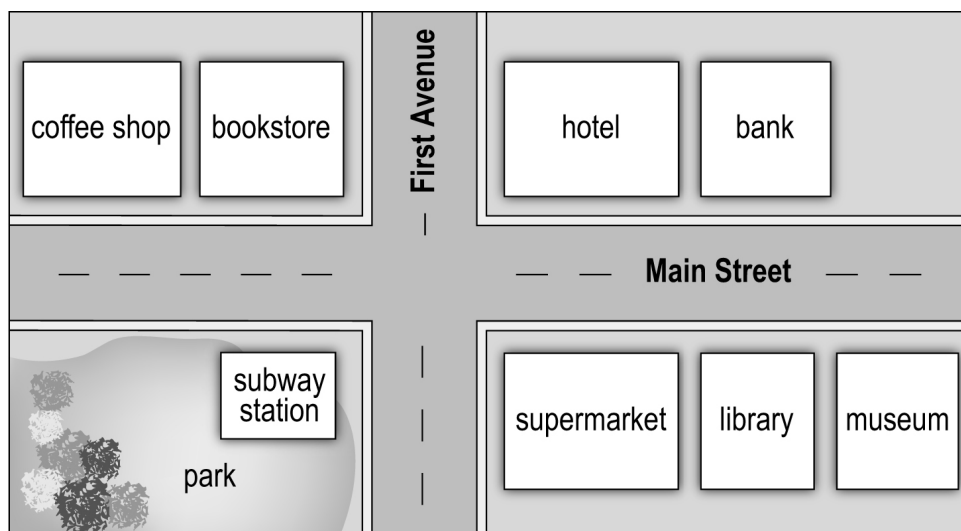 coffee shop
bookstore
First Avenue
hotel
bank
Main Street
subway
station
park
supermarket
library
museum